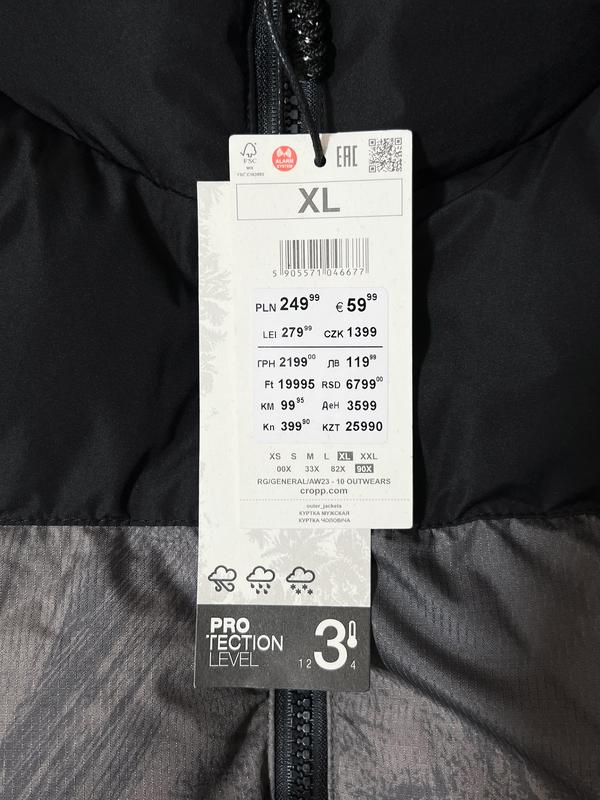 FSC
MIX
ALARM
SYSTEM
EAC
XL
5 905571 046677
PLN 249⁹⁹ € 59⁹⁹
LEI 279⁹⁹ CZK 1399
ГРН 2199⁰⁰ ЛВ 119⁹⁹
Ft 19995 RSD 6799⁰⁰
KM 99⁹⁵ ДеН 3599
Kn 399⁹⁰ KZT 25990
XS S M L XL XXL
00X 33X 82X 90X
RG/GENERAL/AW23 - 10 OUTWEARS
cropp.com
outer_jackets
КУРТКА МУЖСКАЯ
КУРТКА ЧОЛОВІЧА
PRO
TECTION
LEVEL
1 2 3 4